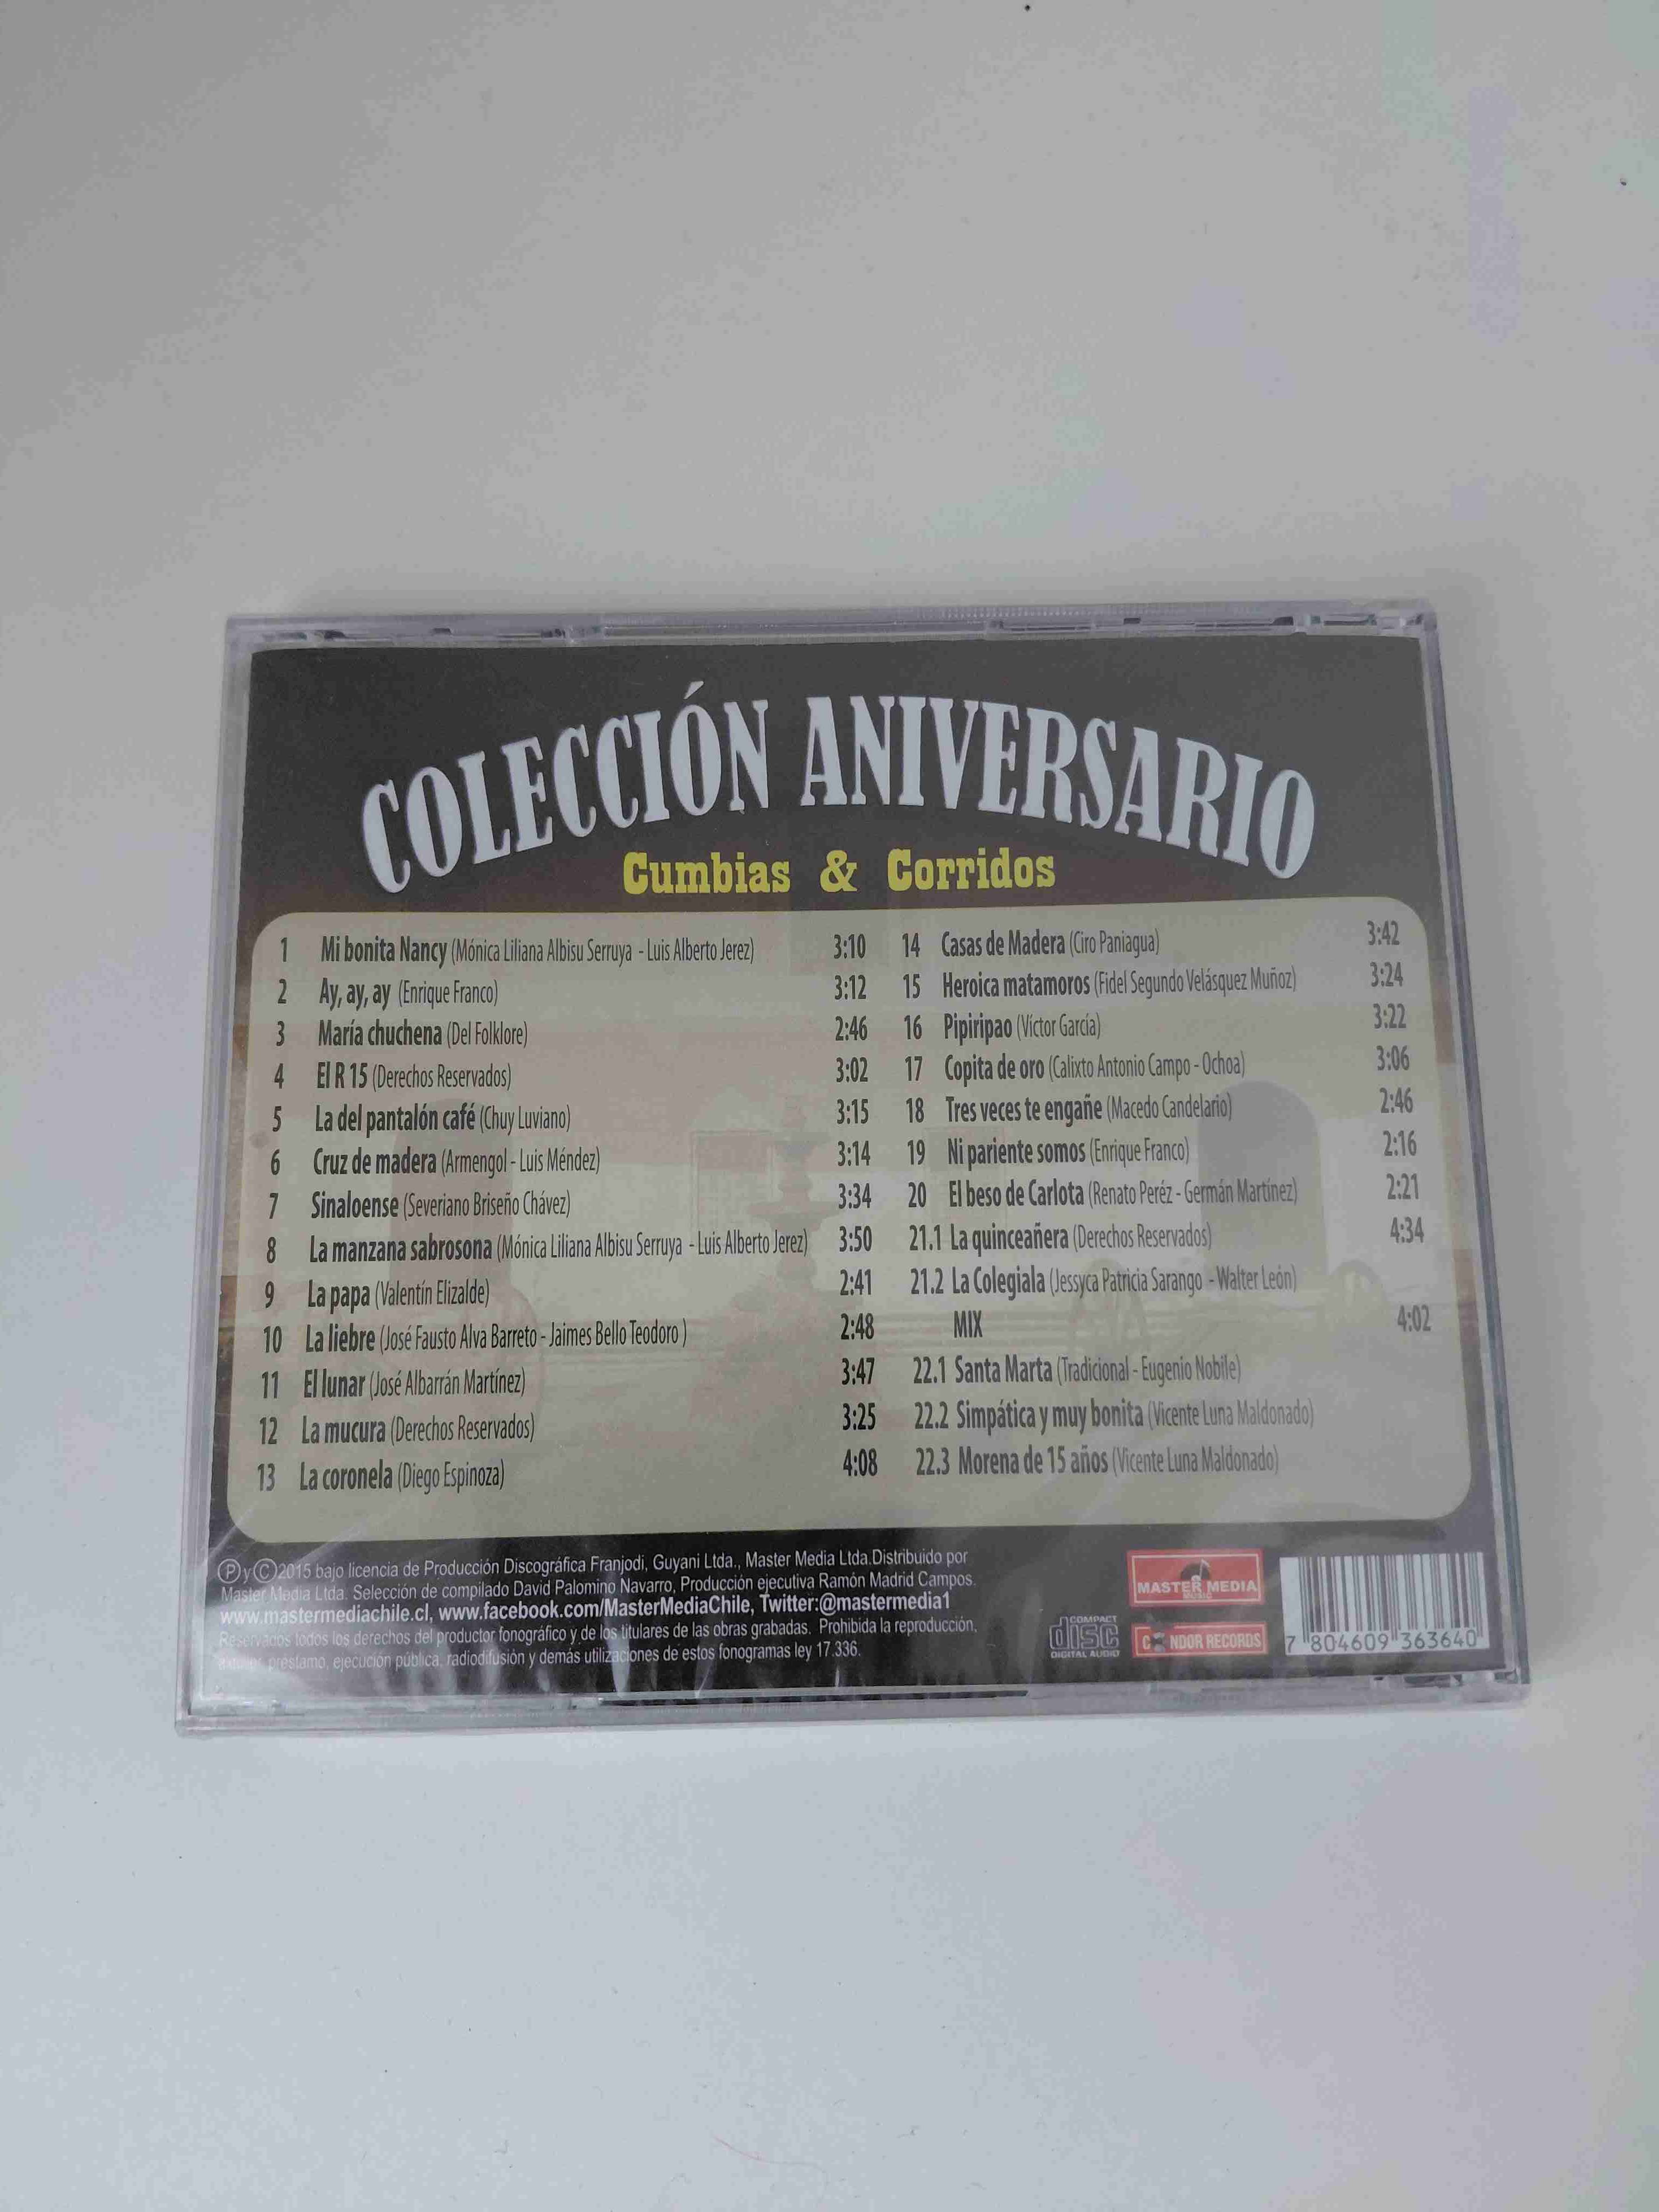 COLECCIÓN ANIVERSARIO
Cumbias & Corridos
1 Mi bonita Nancy (Mónica Liliana Albisu Serruya - Luis Alberto Jerez) 3:10
2 Ay, ay, ay (Enrique Franco) 3:12
3 María chuchena (Del Folklore) 2:46
4 El R 15 (Derechos Reservados) 3:02
5 La del pantalón café (Chuy Luviano) 3:15
6 Cruz de madera (Armengol - Luis Méndez) 3:14
7 Sinaloense (Severiano Briseño Chávez) 3:34
8 La manzana sabrosona (Mónica Liliana Albisu Serruya - Luis Alberto Jerez) 3:50
9 La papa (Valentín Elizalde) 2:41
10 La liebre (José Fausto Alva Barreto - Jaimes Bello Teodoro ) 2:48
11 El lunar (José Albarrán Martínez) 3:47
12 La mucura (Derechos Reservados) 3:25
13 La coronela (Diego Espinoza) 4:08
14 Casas de Madera (Ciro Paniagua) 3:42
15 Heroica matamoros (Fidel Segundo Velásquez Muñoz) 3:24
16 Pipiripao (Víctor García) 3:22
17 Copita de oro (Calixto Antonio Campo - Ochoa) 3:06
18 Tres veces te engañe (Macedo Candelario) 2:46
19 Ni pariente somos (Enrique Franco) 2:16
20 El beso de Carlota (Renato Peréz - Germán Martínez) 2:21
21.1 La quinceañera (Derechos Reservados) 4:34
21.2 La Colegiala (Jessyca Patricia Sarango - Walter León)
MIX 4:02
22.1 Santa Marta (Tradicional - Eugenio Nobile)
22.2 Simpática y muy bonita (Vicente Luna Maldonado)
22.3 Morena de 15 años (Vicente Luna Maldonado)
Ⓟ y Ⓒ 2015 bajo licencia de Producción Discográfica Franjodi, Guyani Ltda., Master Media Ltda.Distribuido por
Master Media Ltda. Selección de compilado David Palomino Navarro, Producción ejecutiva Ramón Madrid Campos.
www.mastermediachile.cl, www.facebook.com/MasterMediaChile, Twitter:@mastermedia1
Reservados todos los derechos del productor fonográfico y de los titulares de las obras grabadas. Prohibida la reproducción,
alquiler, préstamo, ejecución pública, radiodifusión y demás utilizaciones de estos fonogramas ley 17.336.
COMPACT
disc
DIGITAL AUDIO
MASTER MEDIA
MUSIC
CONDOR RECORDS
7 804609 363640